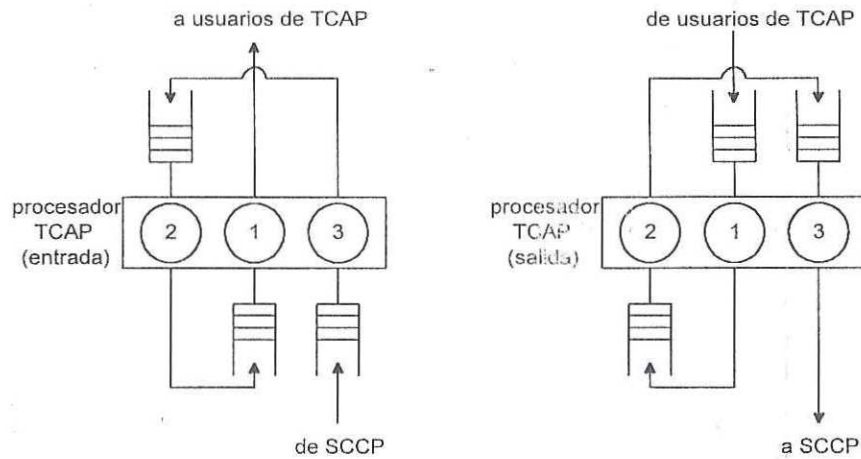 a usuarios de TCAP
procesador
TCAP
(entrada)
2
1
3
de SCCP
de usuarios de TCAP
procesador
TCAP
(salida)
2
1
3
a SCCP